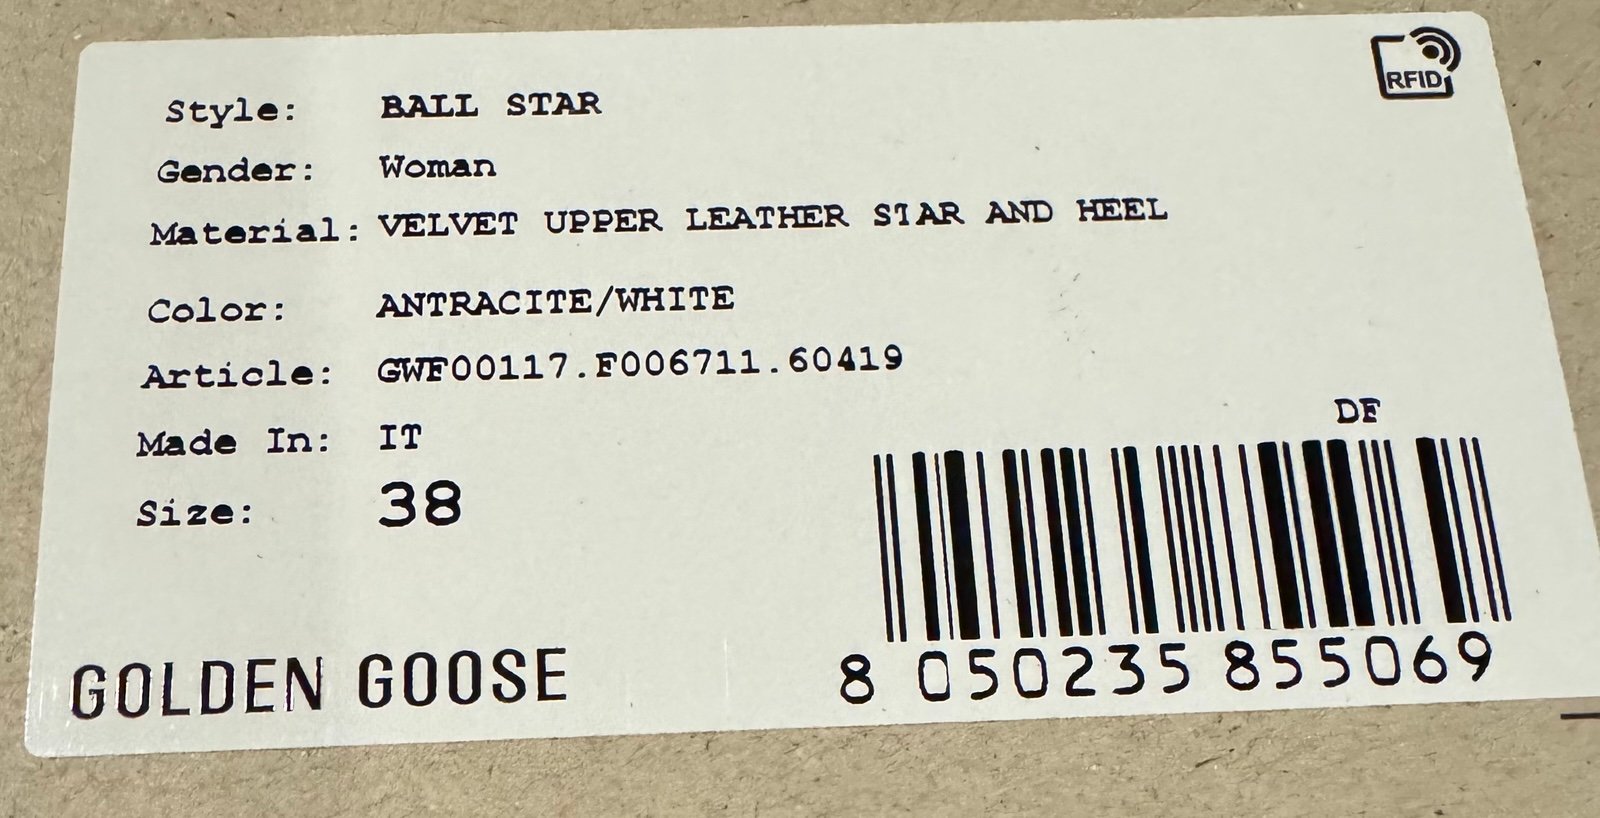 RFID
Style: BALL STAR
Gender: Woman
Material: VELVET UPPER LEATHER STAR AND HEEL
Color: ANTRACITE/WHITE
Article: GWF00117.F006711.60419
Made In: IT
Size: 38
DF
GOLDEN GOOSE
8 050235 855069